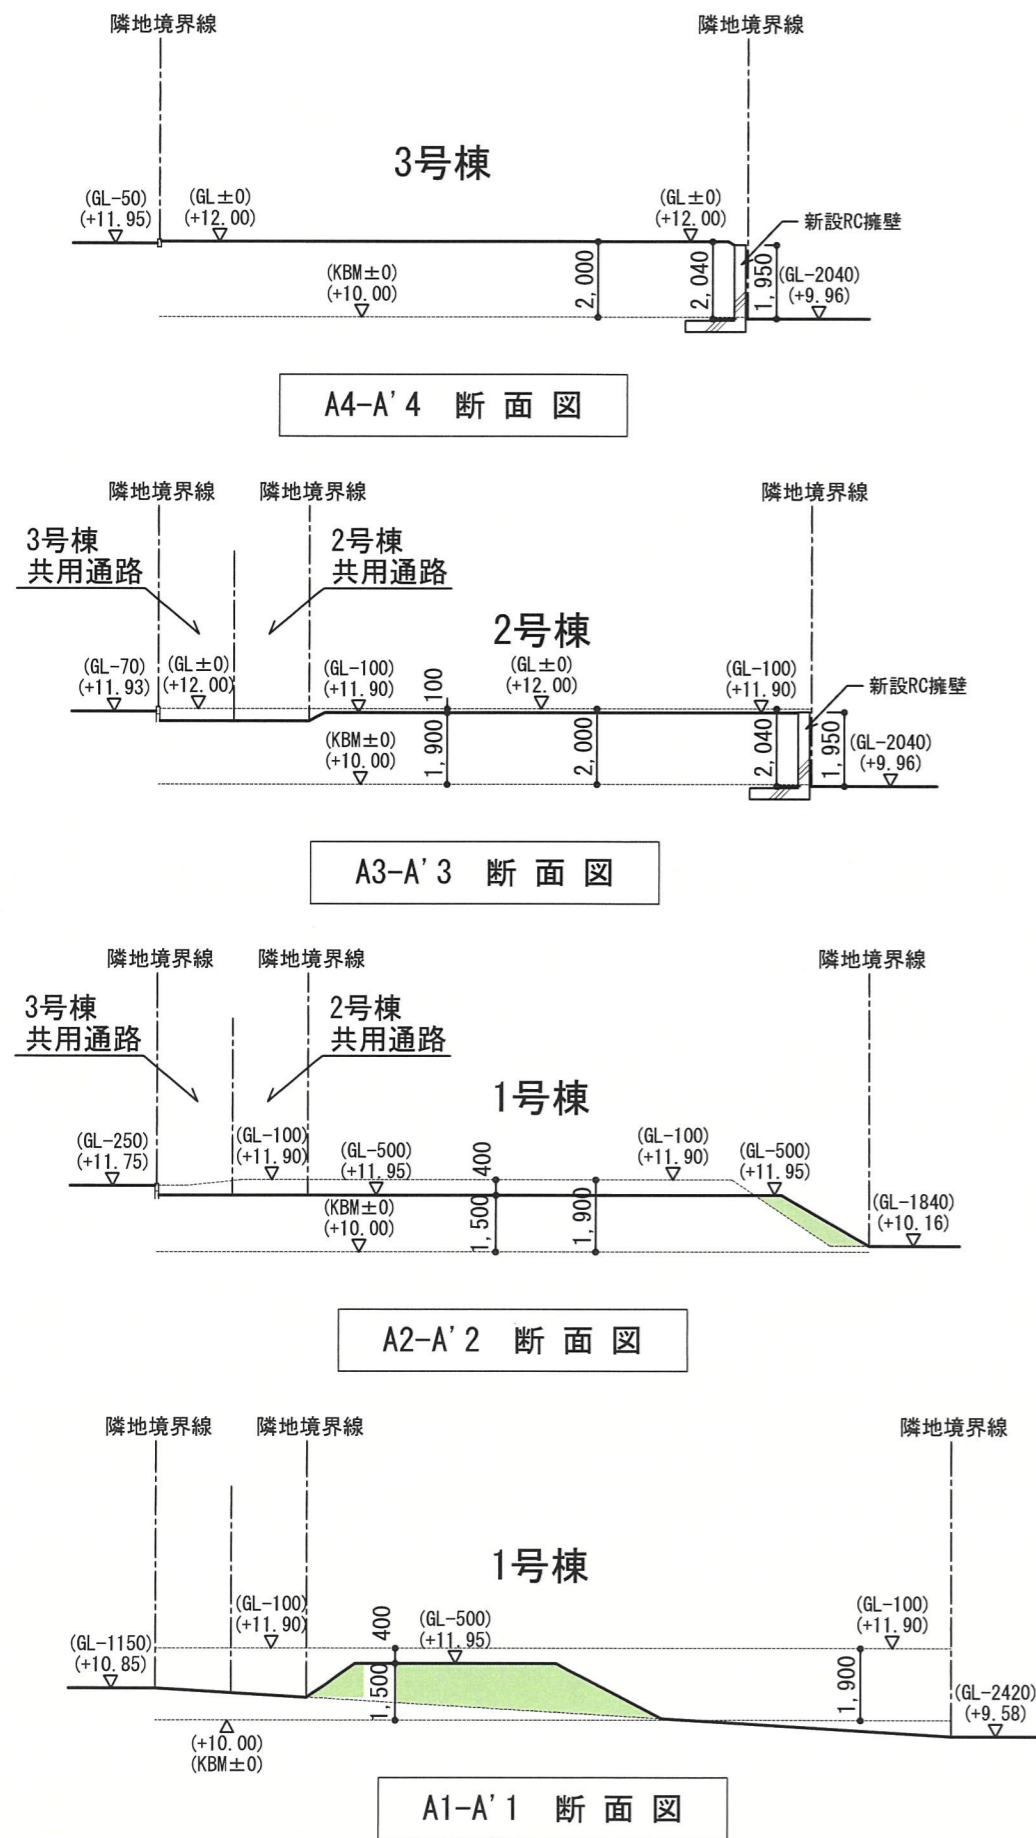 隣地境界線
隣地境界線
3号棟
(GL-50)
(+11.95)
(GL±0)
(+12.00)
(GL±0)
(+12.00)
新設RC擁壁
(KBM±0)
(+10.00)
2,000
2,040
1,950
(GL-2040)
(+9.96)
A4-A'4 断面図
隣地境界線
隣地境界線
隣地境界線
3号棟
共用通路
2号棟
共用通路
2号棟
(GL-70)
(+11.93)
(GL±0)
(+12.00)
(GL-100)
(+11.90)
100
(GL±0)
(+12.00)
(GL-100)
(+11.90)
新設RC擁壁
(KBM±0)
(+10.00)
1,900
2,000
2,040
1,950
(GL-2040)
(+9.96)
A3-A'3 断面図
隣地境界線
隣地境界線
隣地境界線
3号棟
共用通路
2号棟
共用通路
1号棟
(GL-250)
(+11.75)
(GL-100)
(+11.90)
(GL-500)
(+11.95)
400
(GL-100)
(+11.90)
(GL-500)
(+11.95)
(KBM±0)
(+10.00)
1,500
1,900
(GL-1840)
(+10.16)
A2-A'2 断面図
隣地境界線
隣地境界線
隣地境界線
1号棟
(GL-1150)
(+10.85)
(GL-100)
(+11.90)
400
(GL-500)
(+11.95)
(GL-100)
(+11.90)
1,500
1,900
(GL-2420)
(+9.58)
(+10.00)
(KBM±0)
A1-A'1 断面図